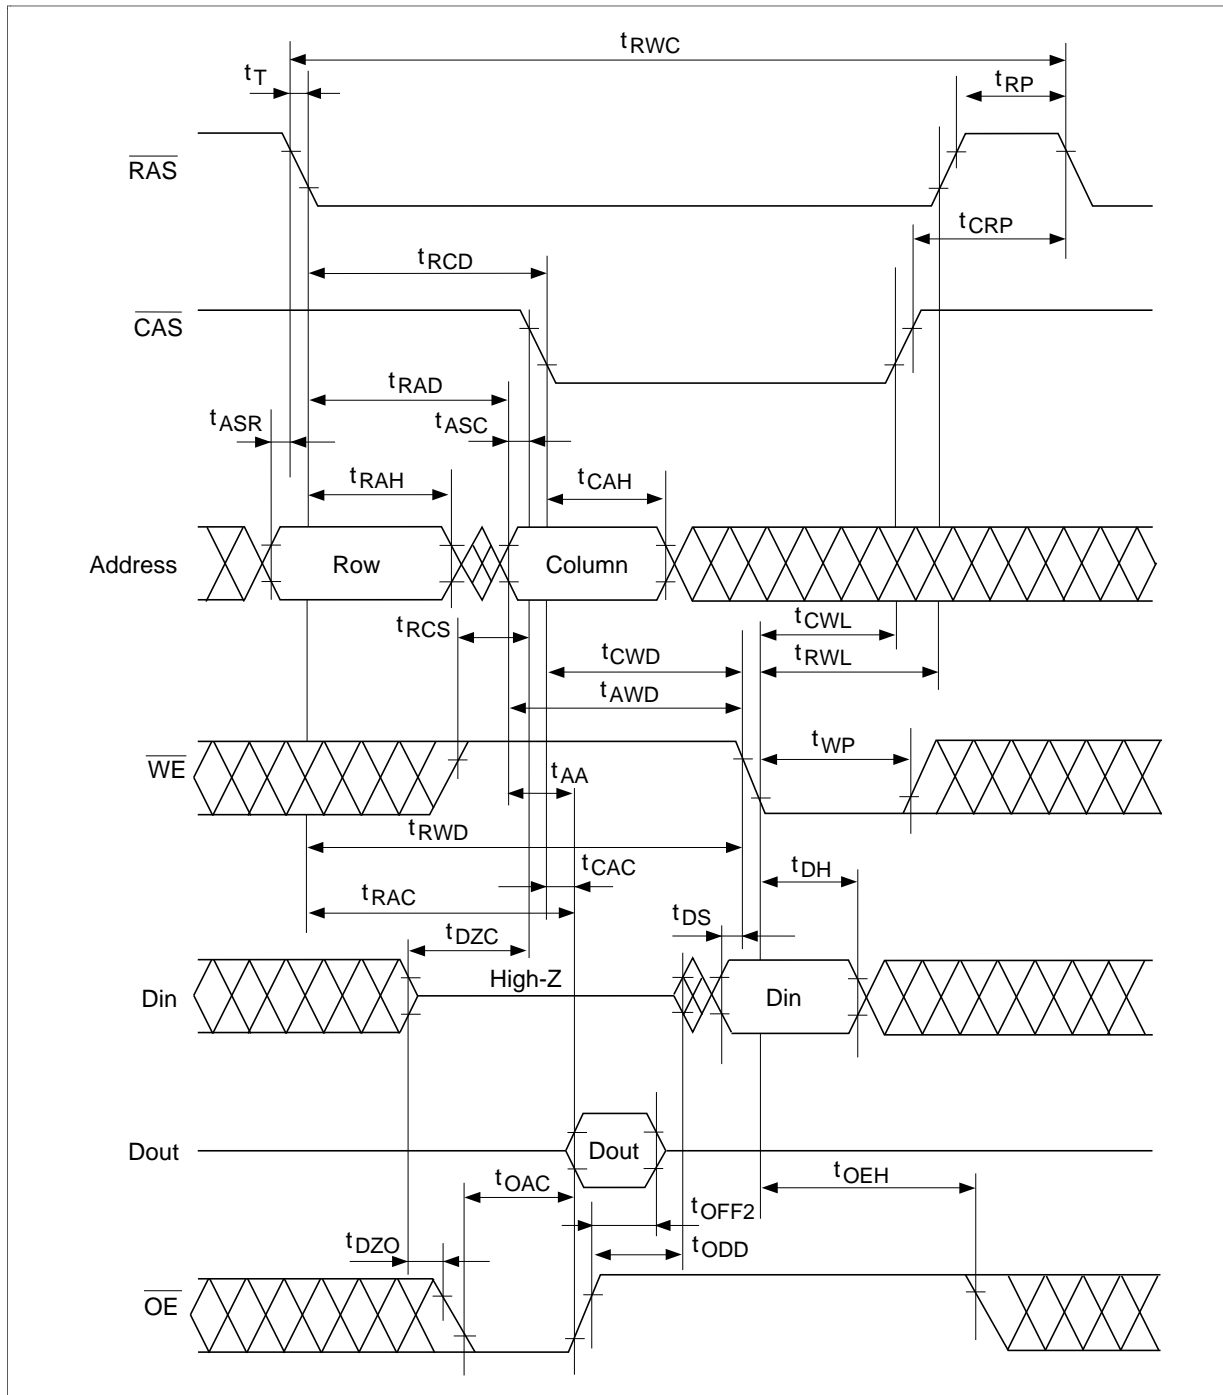 tRWC
tT
tRP
RAS
tCRP
tRCD
CAS
tRAD
tASR
tASC
tRAH
tCAH
Address
Row
Column
tRCS
tCWL
tCWD
tRWL
tAWD
WE
tWP
tAA
tRWD
tCAC
tDH
tRAC
tDS
tDZC
High-Z
Din
Din
Dout
Dout
tOAC
tOEH
tOFF2
tDZO
tODD
OE